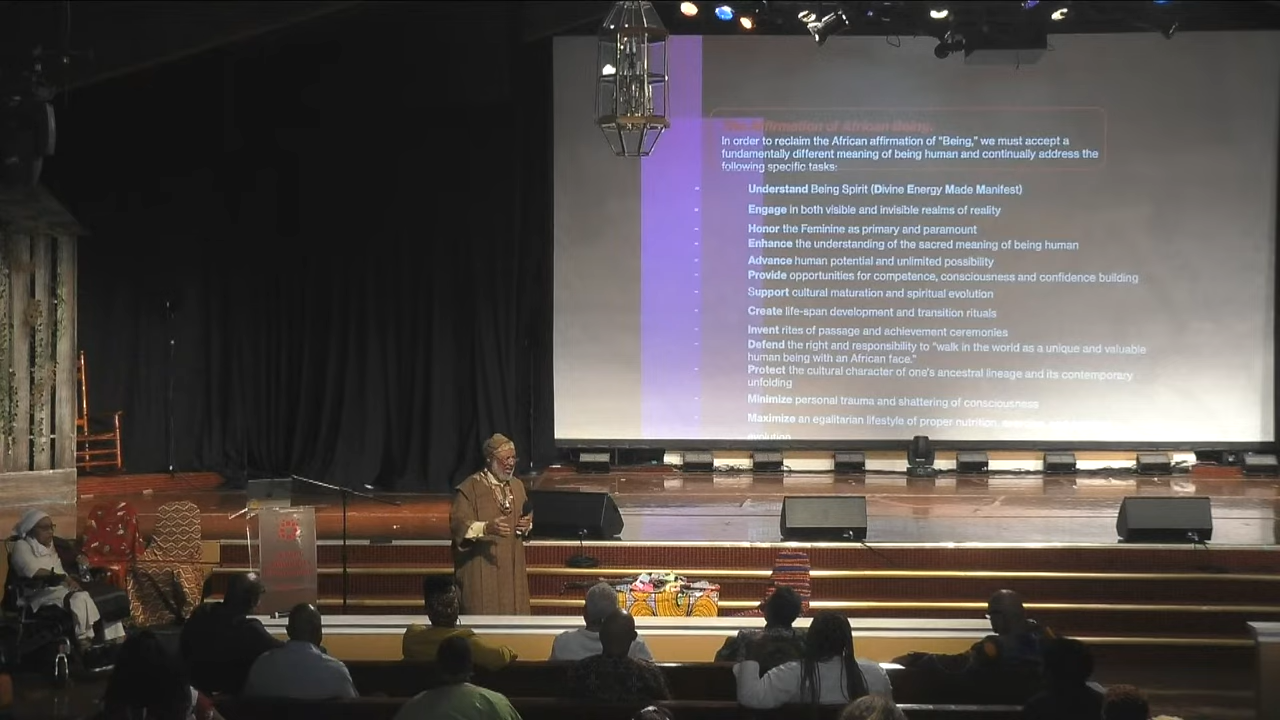 The Affirmation of African Being.
In order to reclaim the African affirmation of "Being," we must accept a
fundamentally different meaning of being human and continually address the
following specific tasks:
Understand Being Spirit (Divine Energy Made Manifest)
Engage in both visible and invisible realms of reality
Honor the Feminine as primary and paramount
Enhance the understanding of the sacred meaning of being human
Advance human potential and unlimited possibility
Provide opportunities for competence, consciousness and confidence building
Support cultural maturation and spiritual evolution
Create life-span development and transition rituals
Invent rites of passage and achievement ceremonies
Defend the right and responsibility to "walk in the world as a unique and valuable
human being with an African face."
Protect the cultural character of one's ancestral lineage and its contemporary
unfolding
Minimize personal trauma and shattering of consciousness
Maximize an egalitarian lifestyle of proper nutrition,
evolution